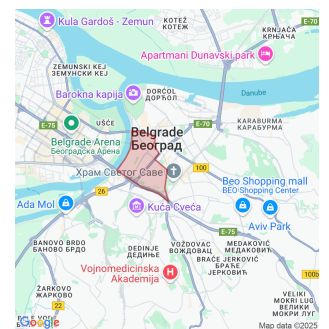 Kula Gardoš - Zemun
КОТЕŽ
КОТЕЖ
KRNJAČA
КРЊАЧА
Apartmani Dunavski park
ZEMUNSKI KEJ
ЗЕМУНСКИ КЕЈ
Barokna kapija
DORĆOL
ДОРЋОЛ
Danube
E-75
UŠĆE
E-70
KARABURMA
КАРАБУРМА
Belgrade Arena
Београдска Арена
Belgrade
Београд
Храм Светог Саве
100
26
Beo Shopping mall
BEO Shopping Center
Ada Mol
Kuća Cveća
E-75
Aviv Park
BANOVO BRDO
БАНОВО БРДО
DEDINJE
ДЕДИЊЕ
VOŽDOVAC
ВОЖДОВАЦ
MEDAKOVIĆ
МЕДАКОВИЋ
BRAĆE JERKOVIĆ
БРАЋЕ
ЈЕРКОВИЋ
Vojnomedicinska
Akademija
ŽARKOVO
ЖАРКОВО
VELIKI
MOKRI LUG
ВЕЛИКИ
МОКРИ ЛУГ
Google
Map data ©2025